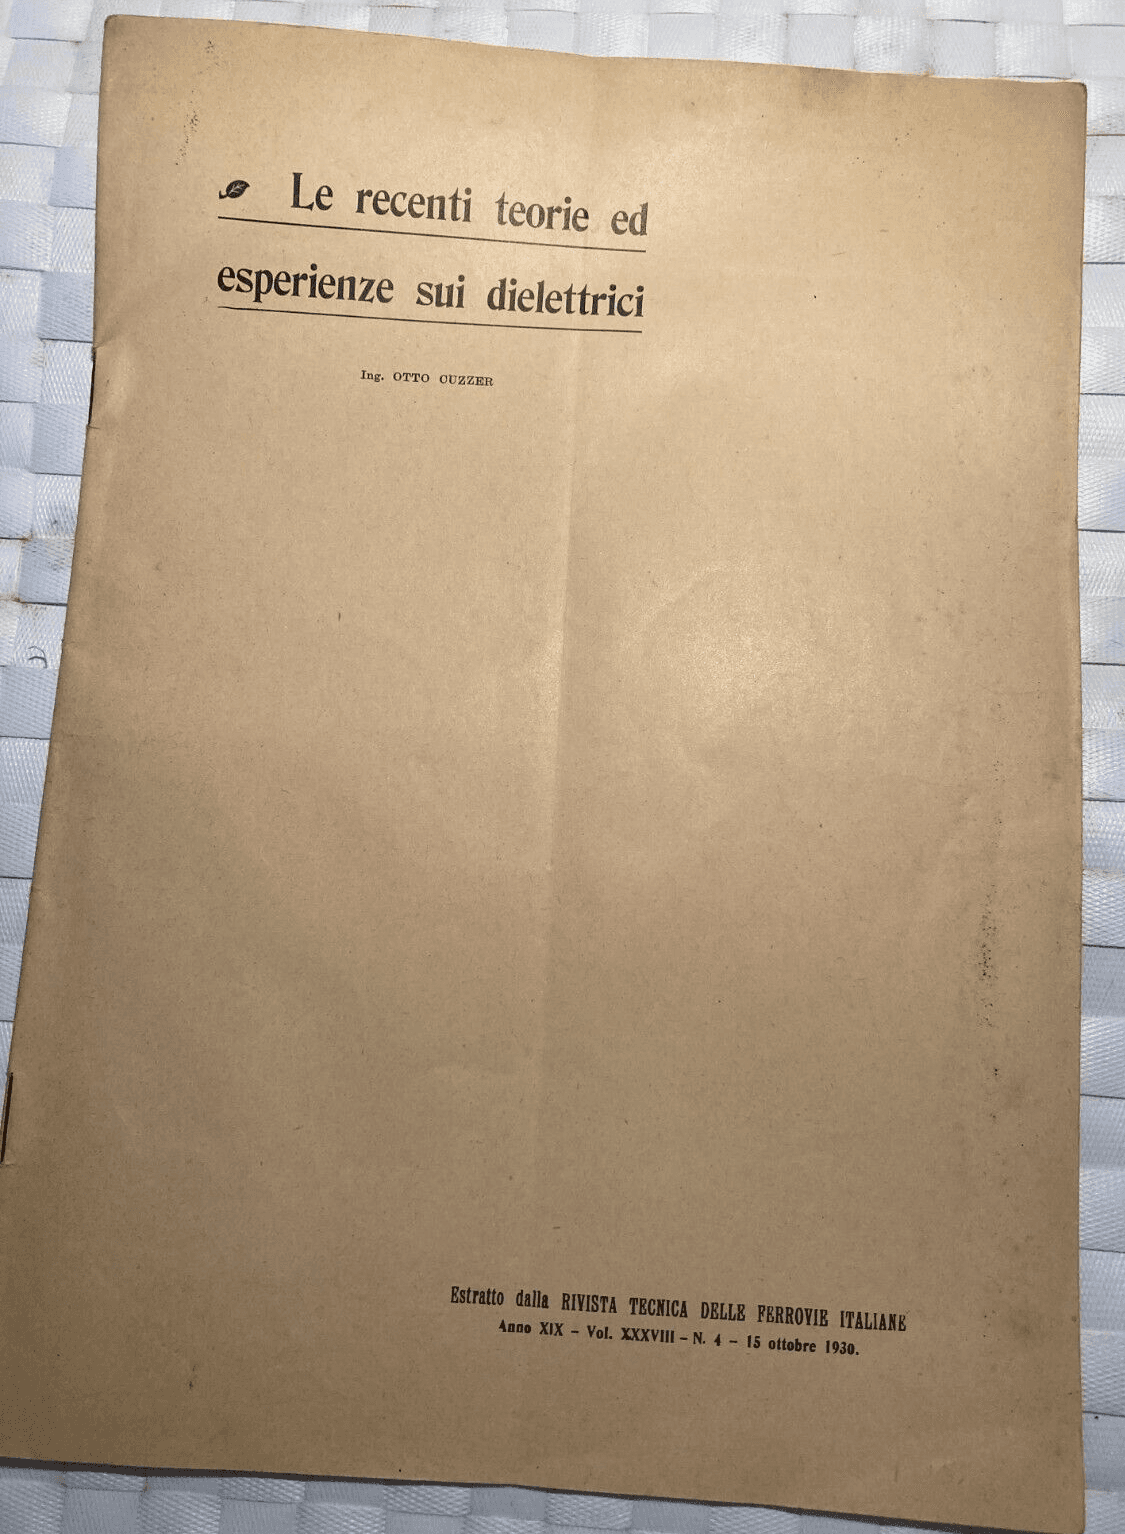 Le recenti teorie ed
esperienze sui dielettrici
Ing. OTTO CUZZER
Estratto dalla RIVISTA TECNICA DELLE FERROVIE ITALIANE
Anno XIX – Vol. XXXVIII – N. 4 – 15 ottobre 1930.